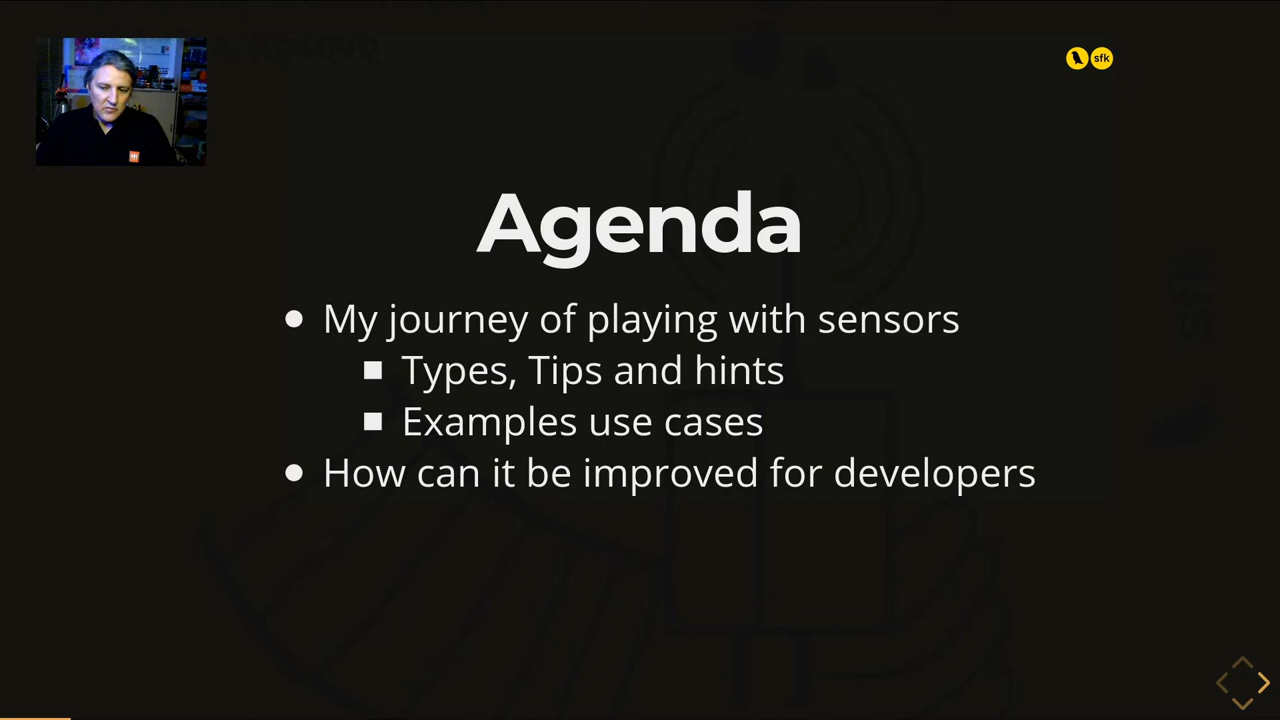 sfk
Agenda
My journey of playing with sensors
Types, Tips and hints
Examples use cases
How can it be improved for developers